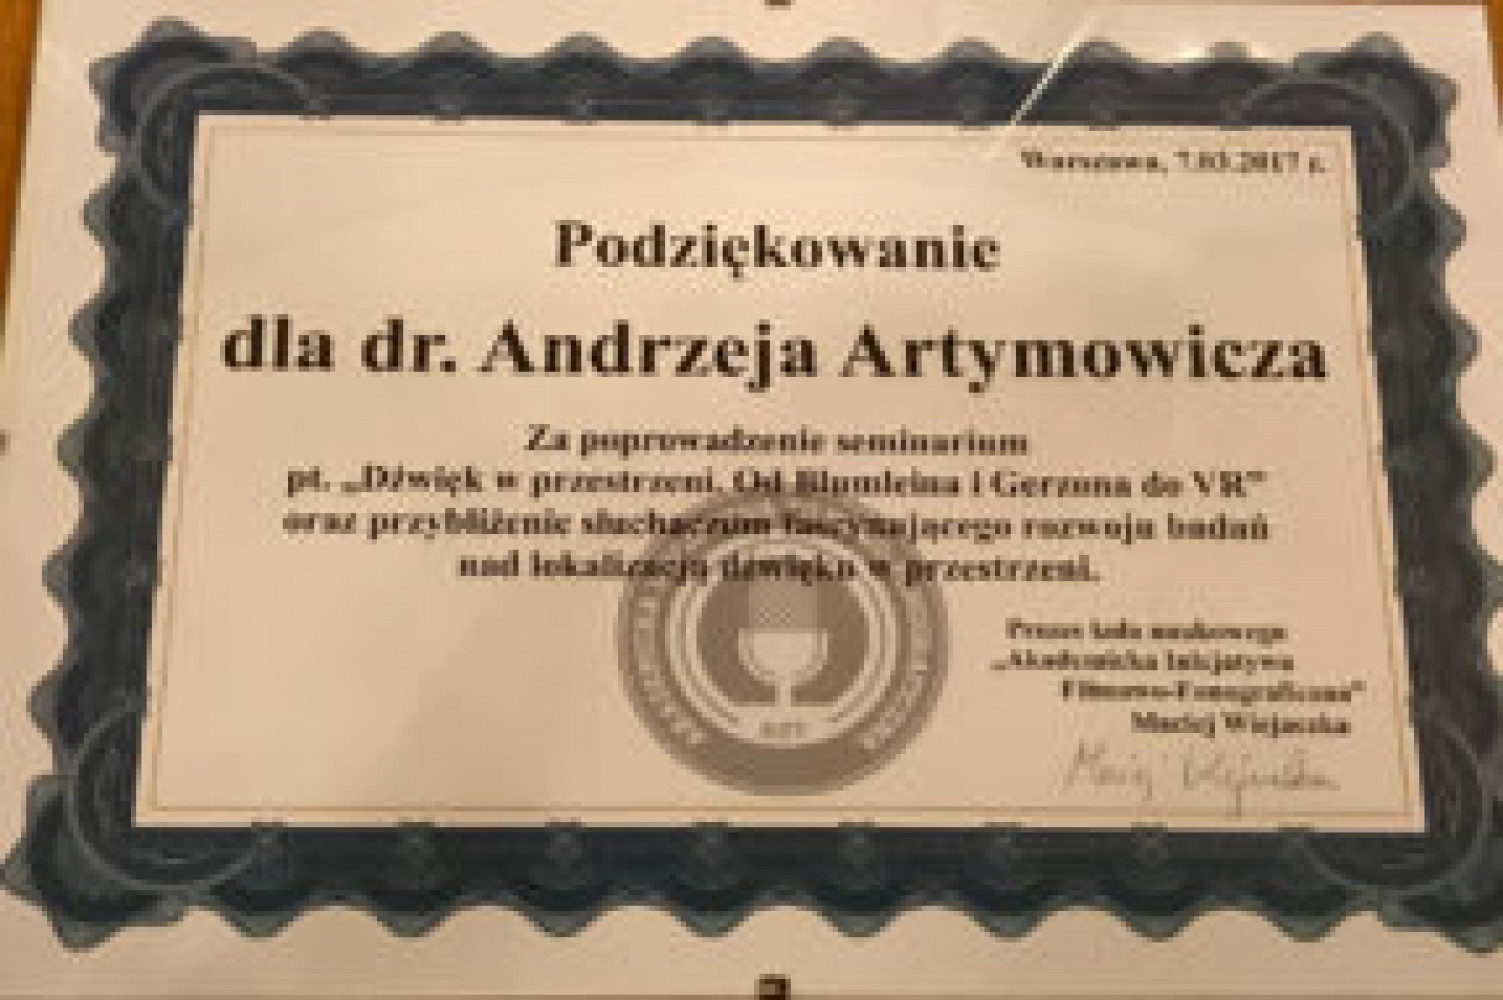 Warszawa, 7.03.2017 r.
Podziękowanie
dla dr. Andrzeja Artymowicza
Za poprowadzenie seminarium
pt. „Dźwięk w przestrzeni. Od Blumleina i Gerzona do VR”
oraz przybliżenie słuchaczom fascynującego rozwoju badań
nad lokalizacją dźwięku w przestrzeni.
Prezes koła naukowego
„Akademicka Inicjatywa
Filmowo-Fonograficzna”
Maciej Wiejaczka